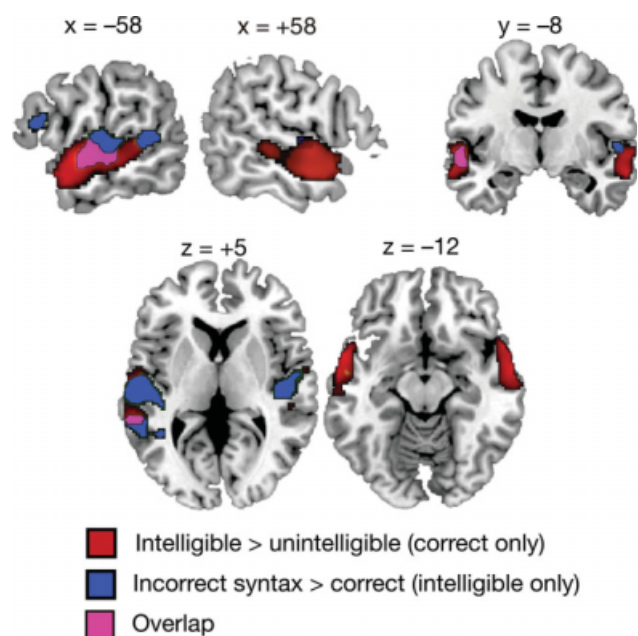 x = –58
x = +58
y = –8
z = +5
z = –12
Intelligible > unintelligible (correct only)
Incorrect syntax > correct (intelligible only)
Overlap